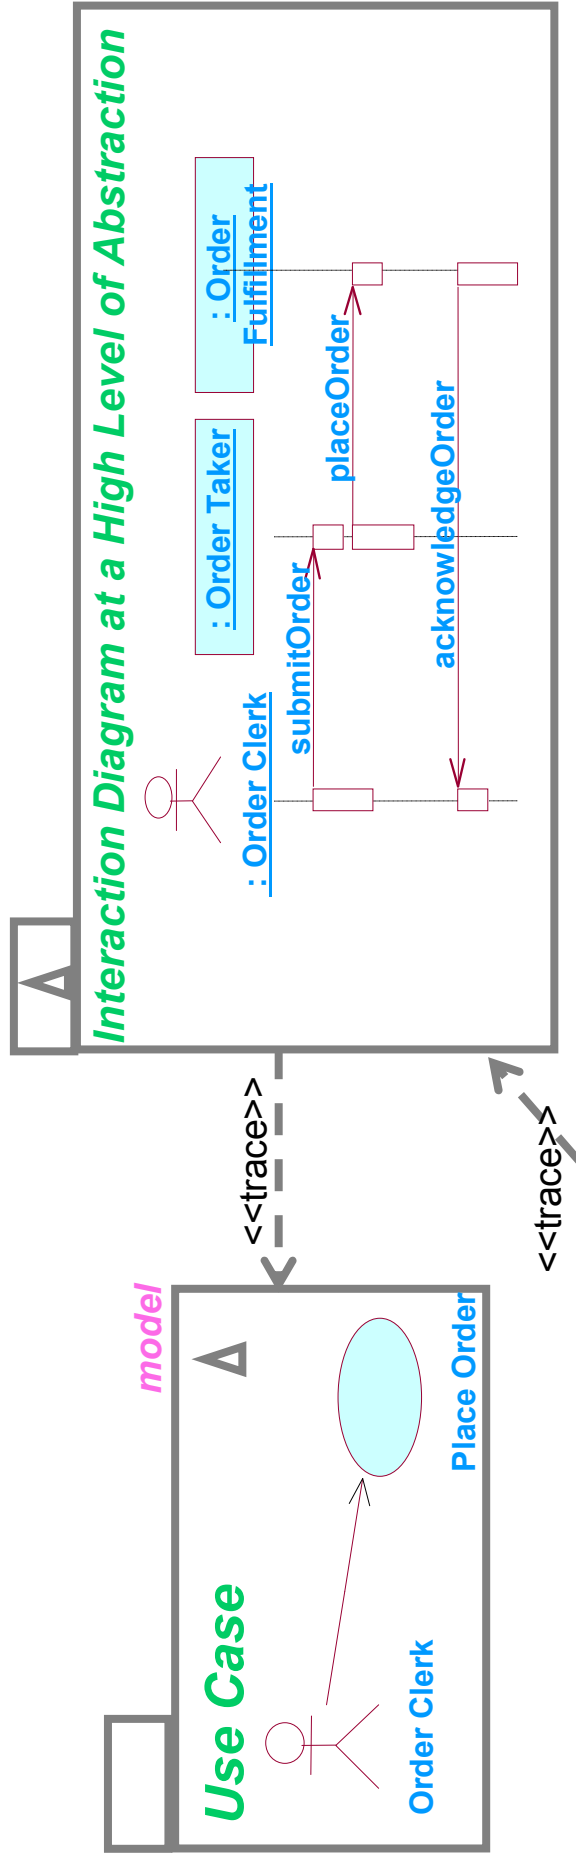 model
Use Case
Order Clerk
Place Order
<<trace>>
<<trace>>
Interaction Diagram at a High Level of Abstraction
: Order Clerk
: Order Taker
: Order
Fulfillment
submitOrder
placeOrder
acknowledgeOrder